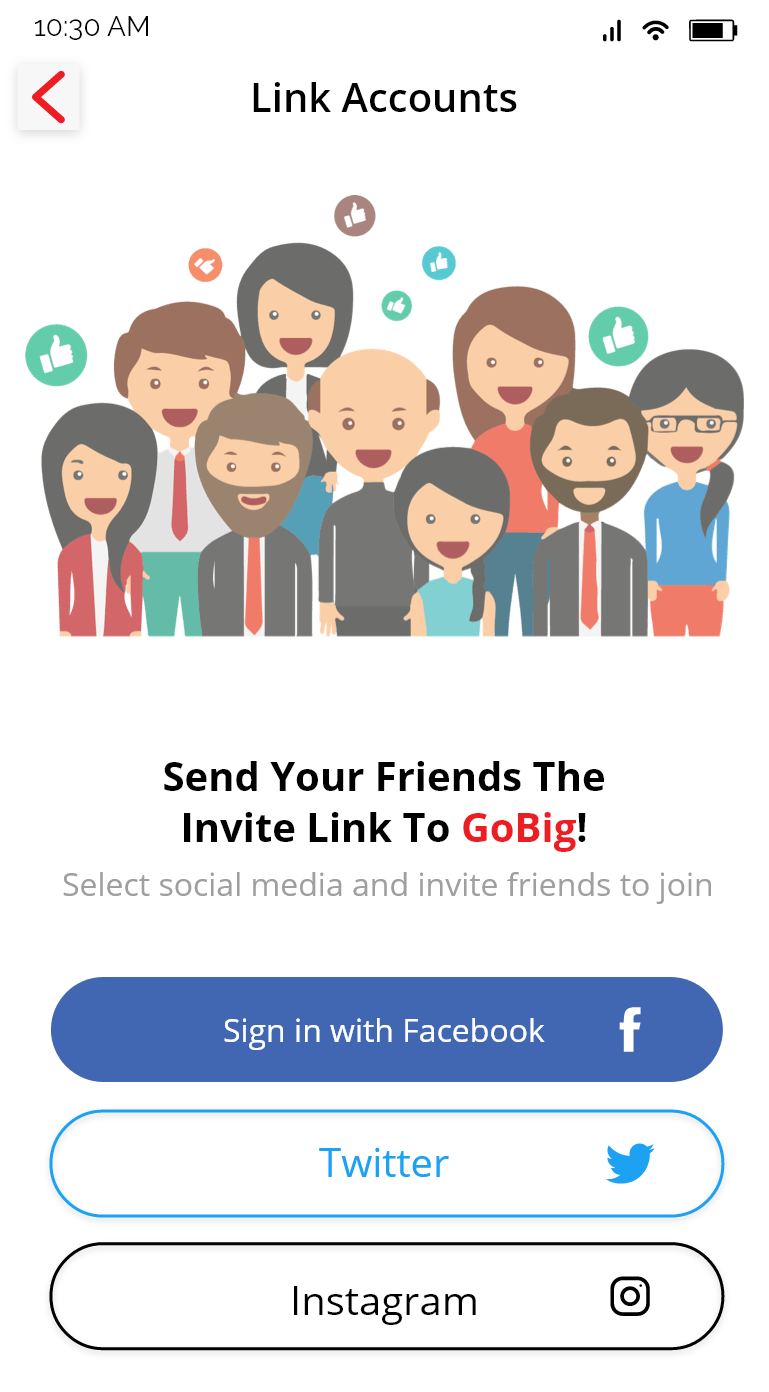 10:30 AM
Link Accounts
Send Your Friends The
Invite Link To GoBig!
Select social media and invite friends to join
Sign in with Facebook
Twitter
Instagram